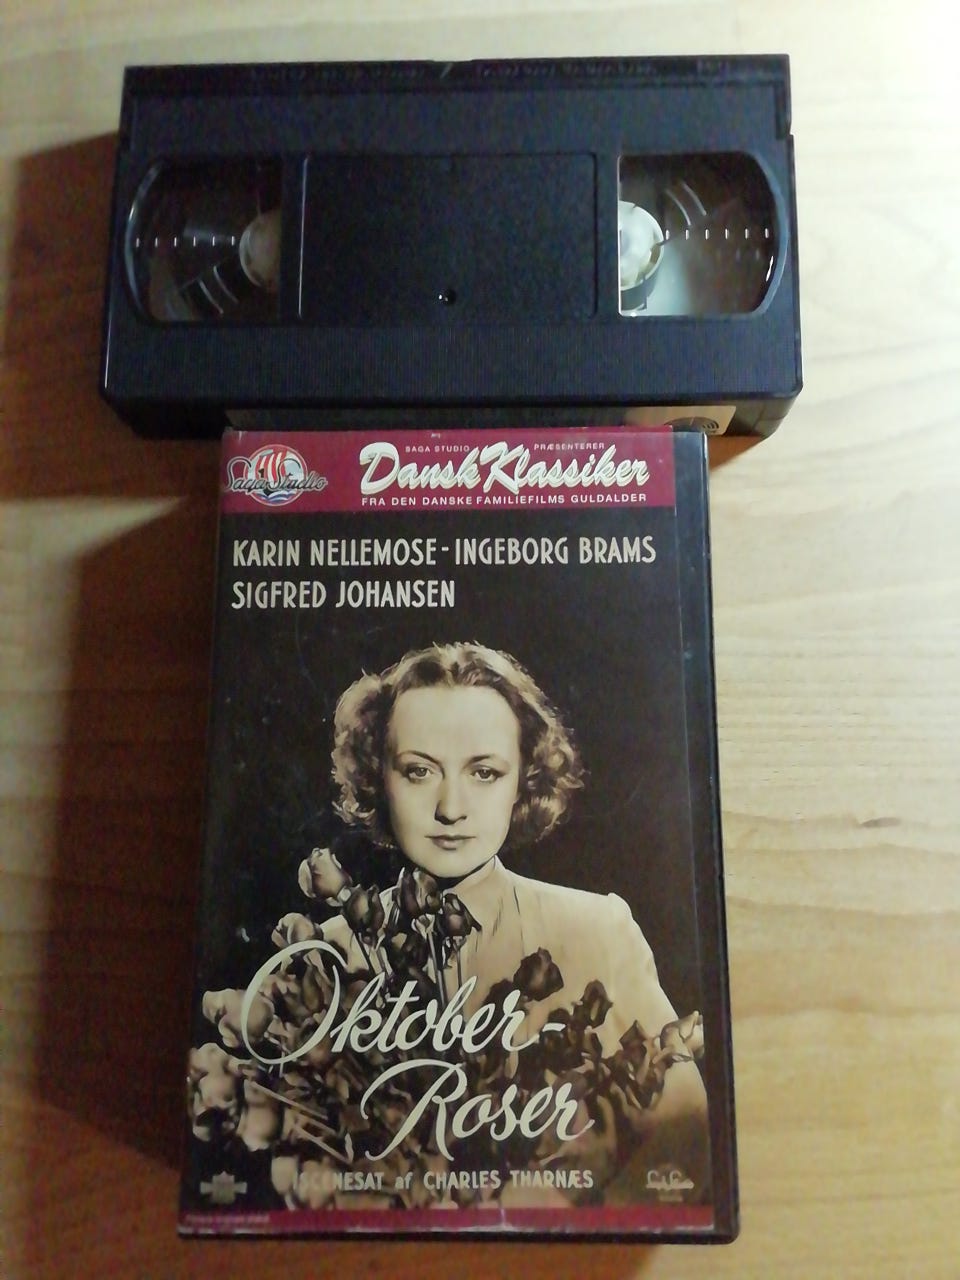 Saga Studio
SAGA STUDIO PRÆSENTERER
Dansk Klassiker
FRA DEN DANSKE FAMILIEFILMS GULDALDER
KARIN NELLEMOSE - INGEBORG BRAMS
SIGFRED JOHANSEN
Oktober-
Roser
ISCENESAT af CHARLES THARNÆS